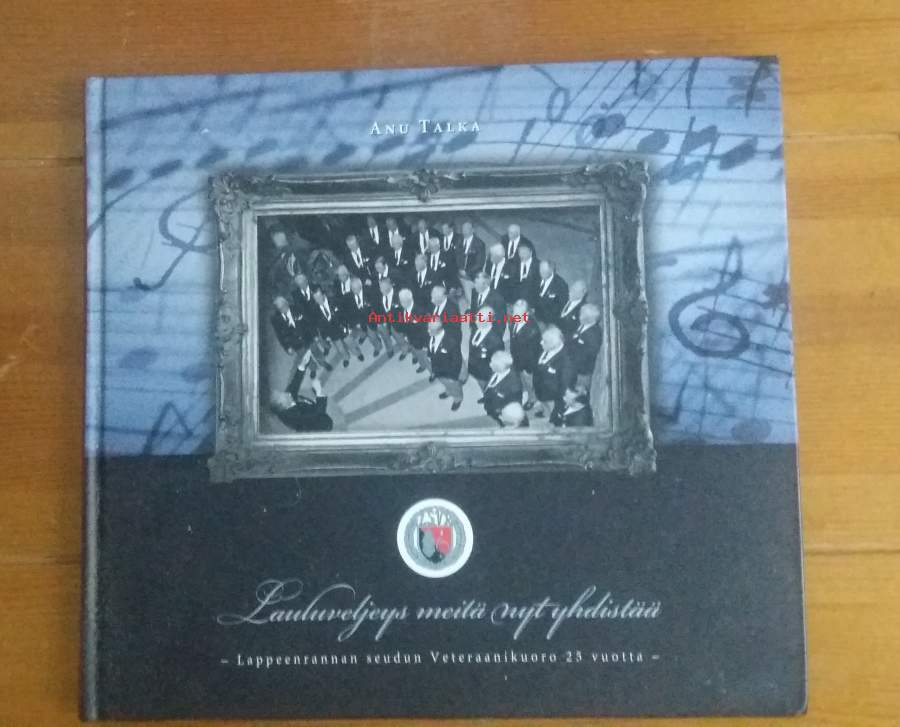 ANU TALKA
Antikvariaatti.net
Lauluveljeys meitä nyt yhdistää
– Lappeenrannan seudun Veteraanikuoro 25 vuotta –